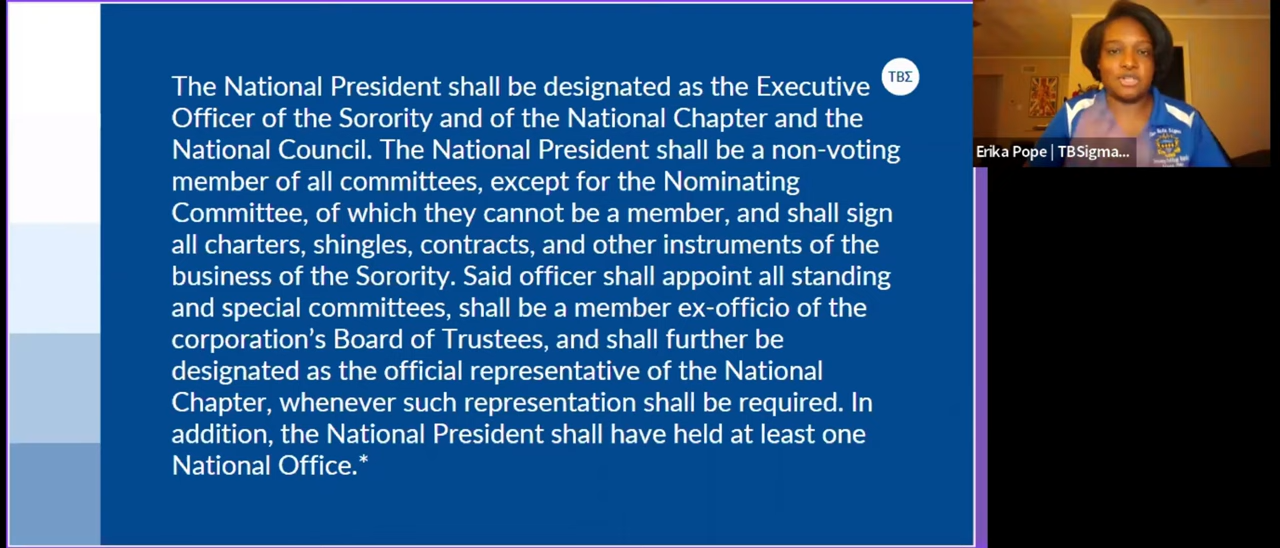 The National President shall be designated as the Executive
Officer of the Sorority and of the National Chapter and the
National Council. The National President shall be a non-voting
member of all committees, except for the Nominating
Committee, of which they cannot be a member, and shall sign
all charters, shingles, contracts, and other instruments of the
business of the Sorority. Said officer shall appoint all standing
and special committees, shall be a member ex-officio of the
corporation’s Board of Trustees, and shall further be
designated as the official representative of the National
Chapter, whenever such representation shall be required. In
addition, the National President shall have held at least one
National Office.*
ΤΒΣ
Erika Pope | TBSigma...